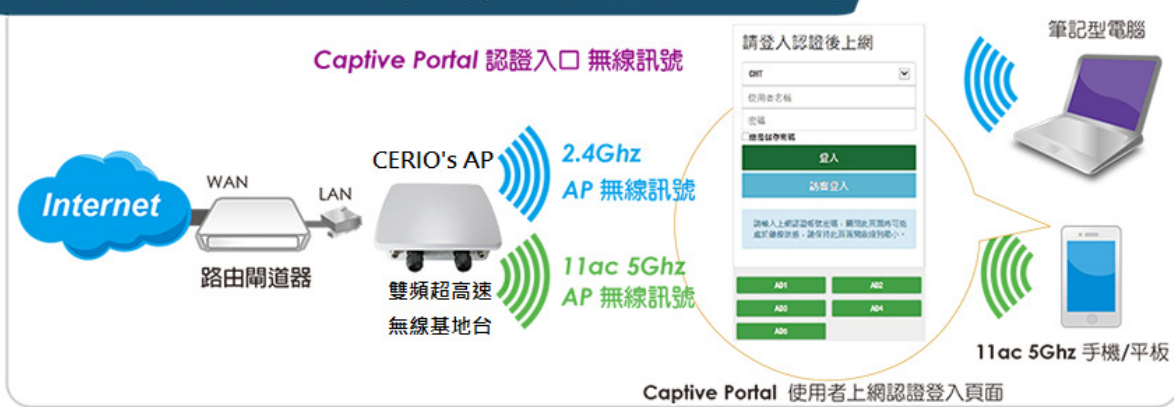 Captive Portal 認證入口 無線訊號
Internet
WAN
LAN
路由閘道器
CERIO's AP
雙頻超高速
無線基地台
2.4Ghz
AP 無線訊號
11ac 5Ghz
AP 無線訊號
請登入認證後上網
CHT
使用者名稱
密碼
登入
訪客登入
AD1
AD2
AD3
AD4
AD5
筆記型電腦
11ac 5Ghz 手機/平板
Captive Portal 使用者上網認證登入頁面